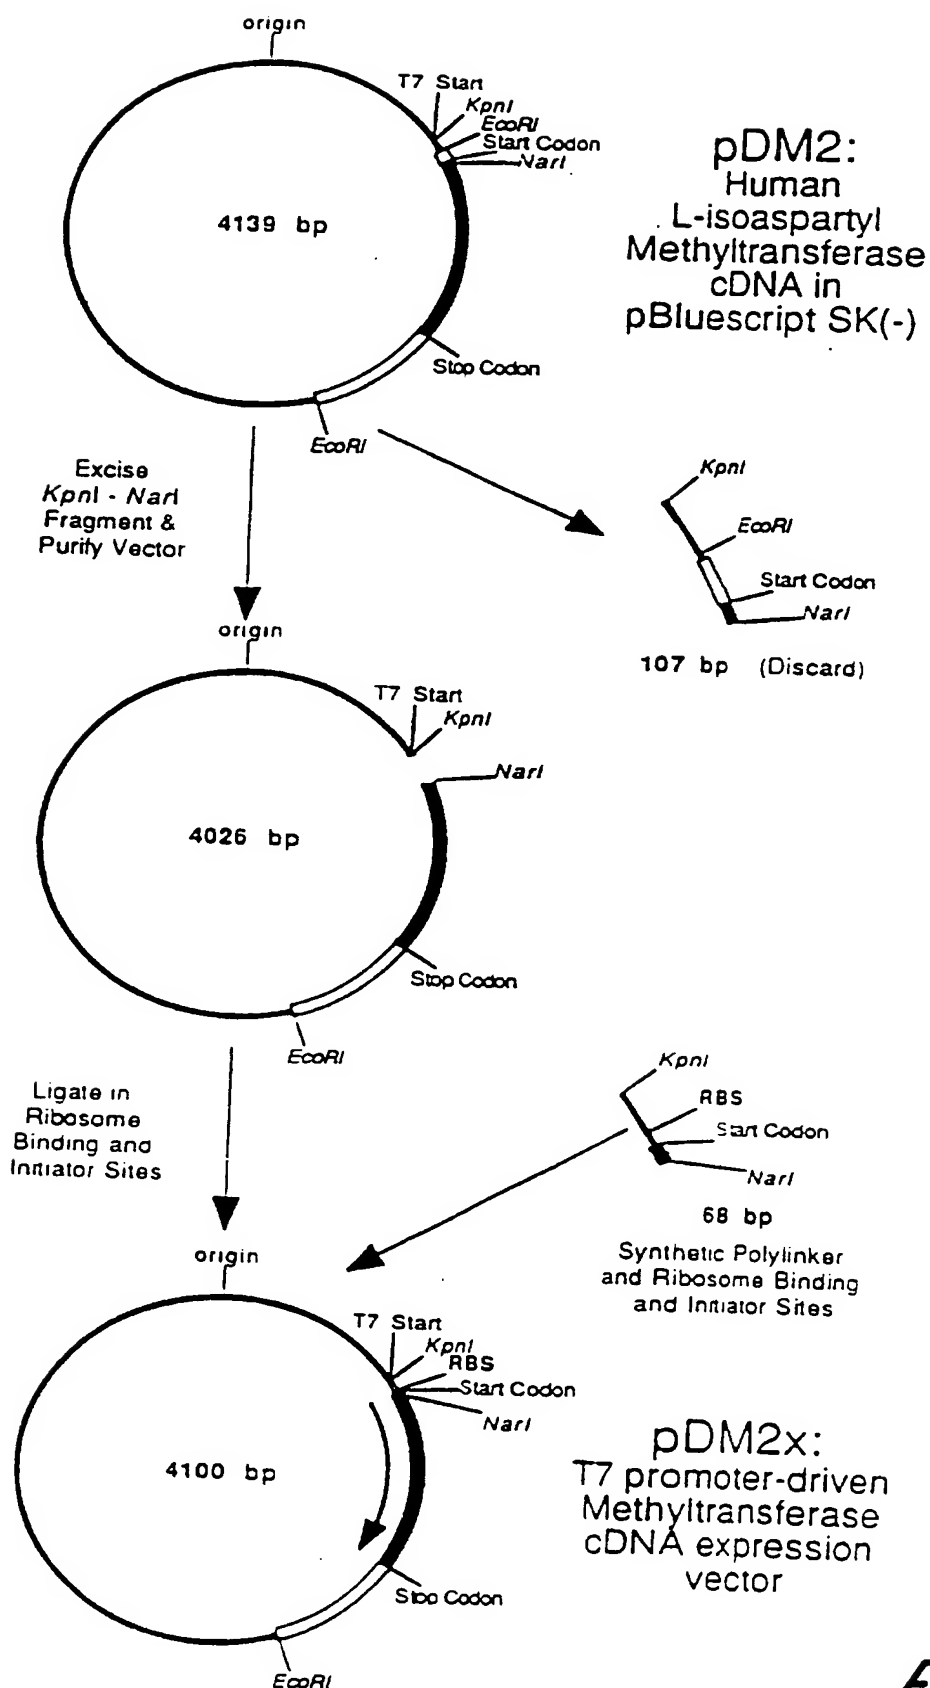 origin
T7 Start
KpnI
EcoRI
Start Codon
NarI
4139 bp
Stop Codon
EcoRI
pDM2:
Human
L-isoaspartyl
Methyltransferase
cDNA in
pBluescript SK(-)
Excise
KpnI - NarI
Fragment &
Purify Vector
KpnI
EcoRI
Start Codon
NarI
107 bp (Discard)
origin
T7 Start
KpnI
NarI
4026 bp
Stop Codon
EcoRI
Ligate in
Ribosome
Binding and
Initiator Sites
KpnI
RBS
Start Codon
NarI
68 bp
Synthetic Polylinker
and Ribosome Binding
and Initiator Sites
origin
T7 Start
KpnI
RBS
Start Codon
NarI
4100 bp
Stop Codon
EcoRI
pDM2x:
T7 promoter-driven
Methyltransferase
cDNA expression
vector